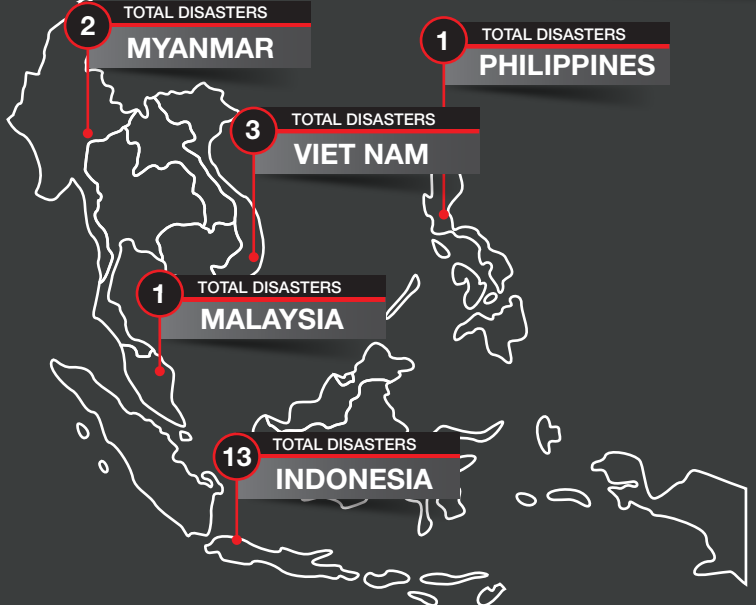 2
TOTAL DISASTERS
MYANMAR
1
TOTAL DISASTERS
PHILIPPINES
3
TOTAL DISASTERS
VIET NAM
1
TOTAL DISASTERS
MALAYSIA
13
TOTAL DISASTERS
INDONESIA